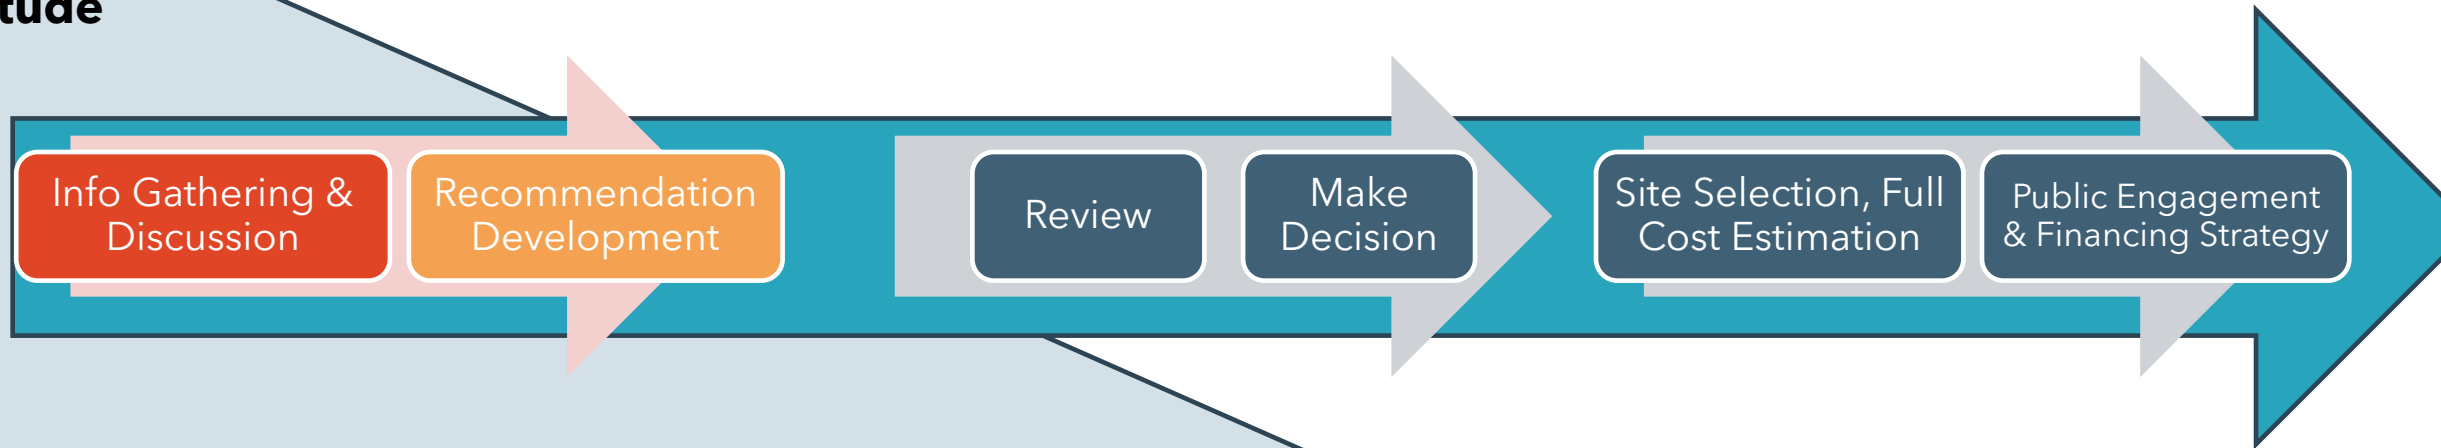 tude
Info Gathering &
Discussion
Recommendation
Development
Review
Make
Decision
Site Selection, Full
Cost Estimation
Public Engagement
& Financing Strategy